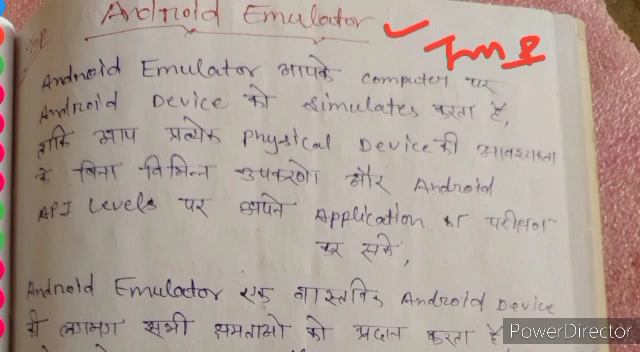 Imp
Android Emulator
Imp
Android Emulator आपके computer पर
Android Device को simulates करता है,
ताकि आप प्रत्येक physical Device की आवश्यकता
के बिना विभिन्न उपकरणो और Android
API Levels पर अपने Application का परीक्षण
कर सके,
Android Emulator एक वास्तविक Android Device
की लगभग सभी क्षमताओ को प्रदान करता है
PowerDirector